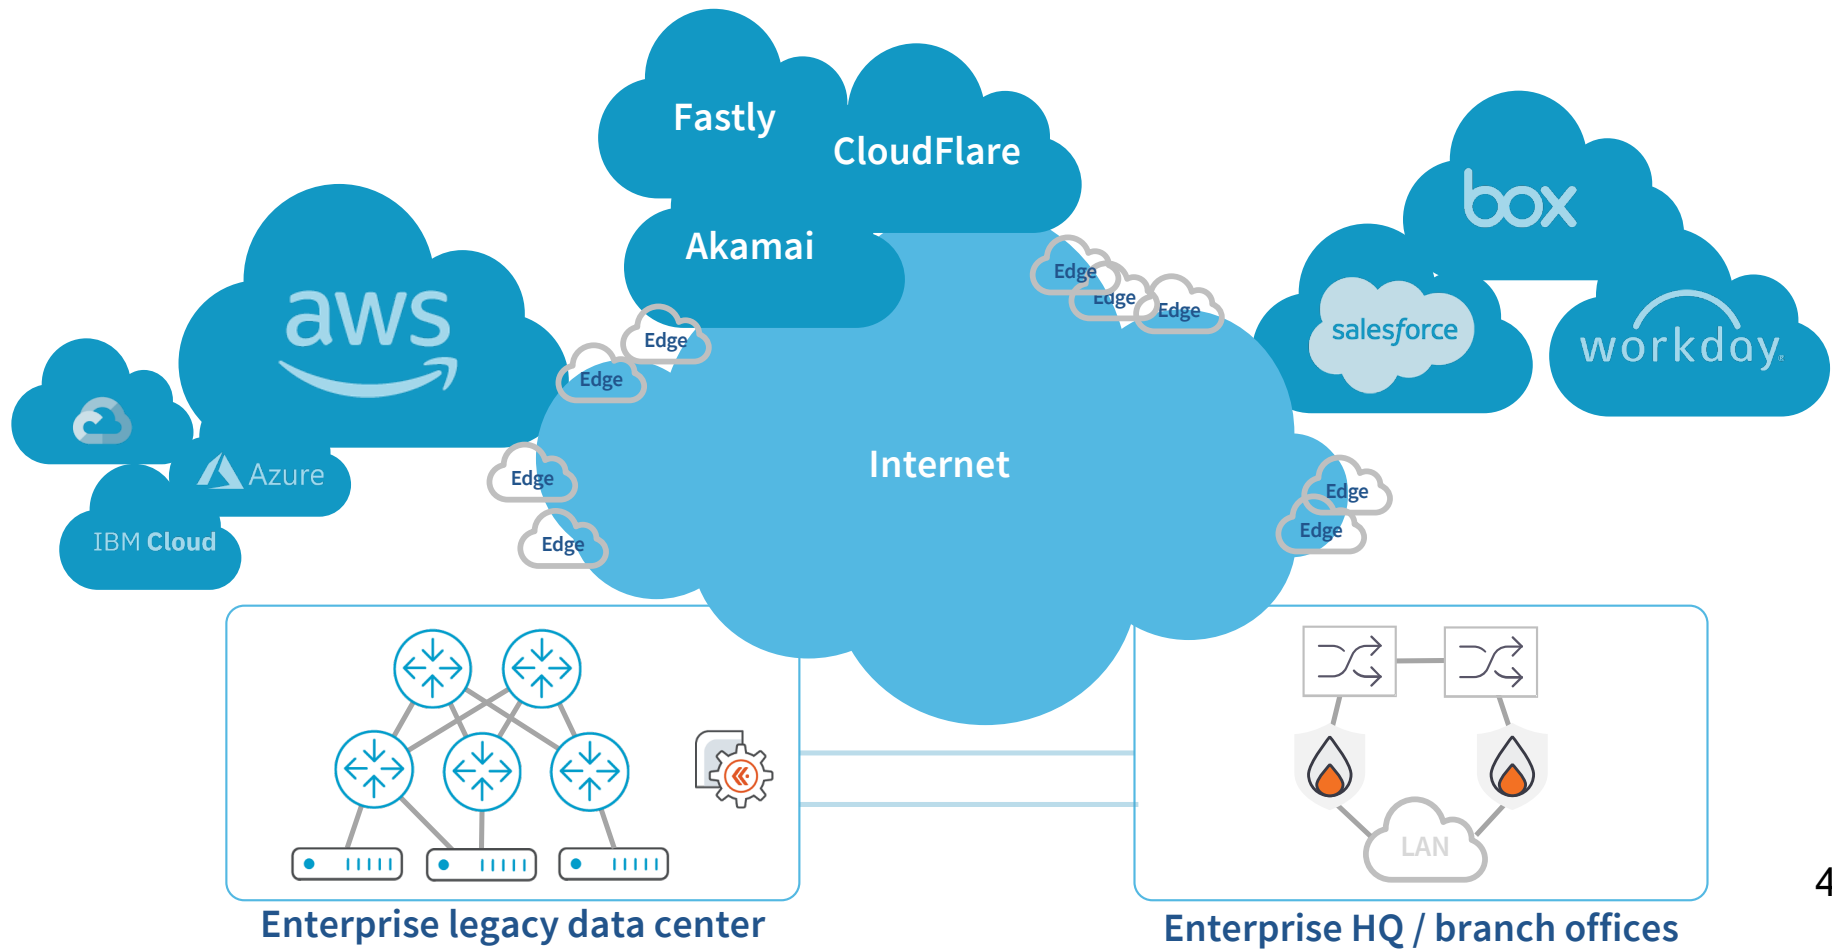 Fastly
CloudFlare
Akamai
box
aws
salesforce
workday
Azure
IBM Cloud
Internet
Edge
Edge
Edge
Edge
Edge
Edge
Edge
Edge
Edge
LAN
4
Enterprise legacy data center
Enterprise HQ / branch offices